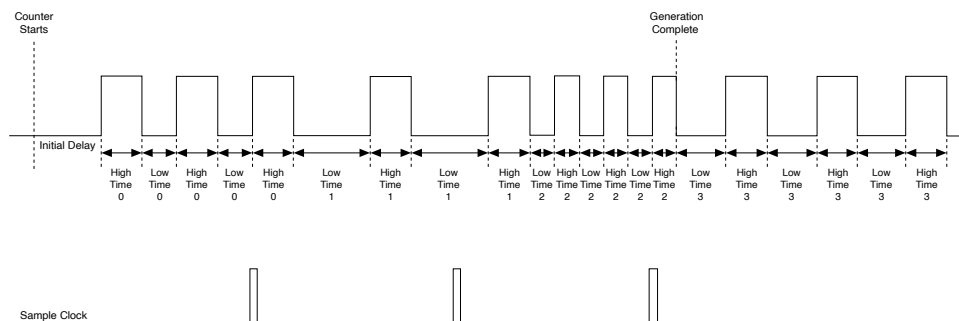 Counter
Starts
Generation
Complete
Initial Delay
High
Time
0
Low
Time
0
High
Time
0
Low
Time
0
High
Time
0
Low
Time
1
High
Time
1
Low
Time
1
High
Time
1
Low
Time
2
High
Time
2
Low
Time
2
High
Time
2
Low
Time
2
High
Time
2
Low
Time
3
High
Time
3
Low
Time
3
High
Time
3
Low
Time
3
High
Time
3
Sample Clock